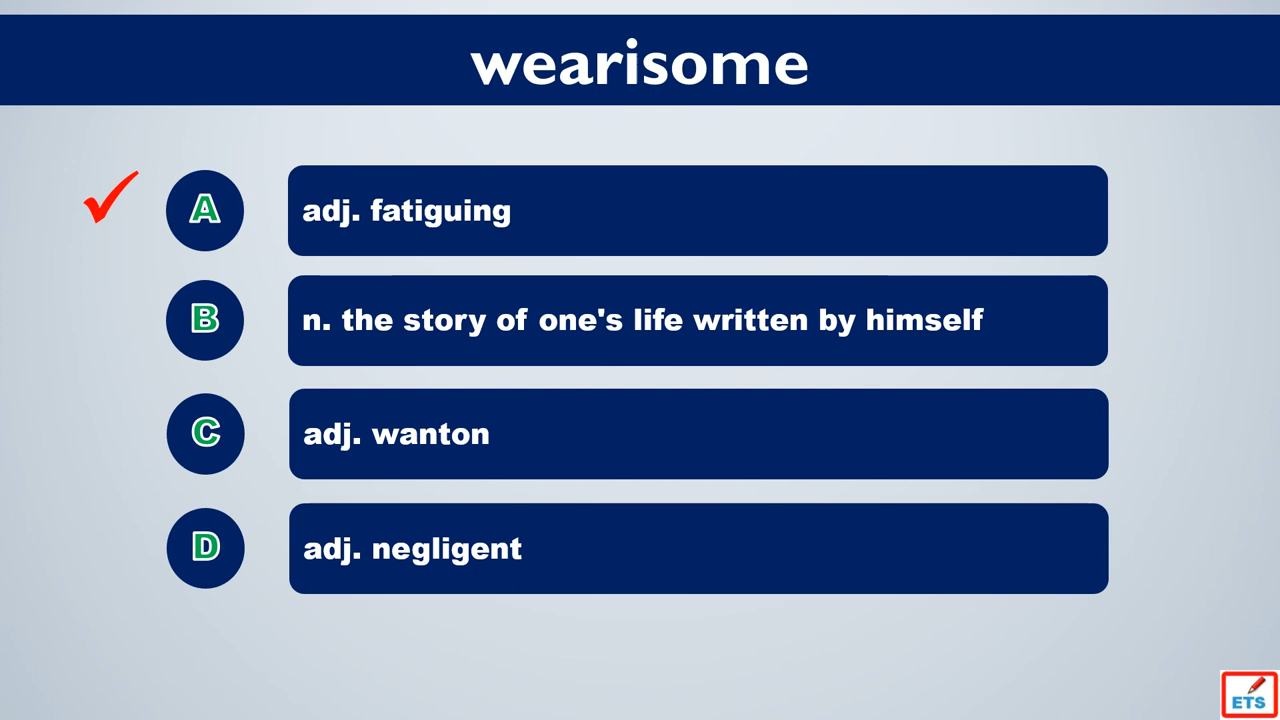 wearisome
A
adj. fatiguing
B
n. the story of one's life written by himself
C
adj. wanton
D
adj. negligent
ETS